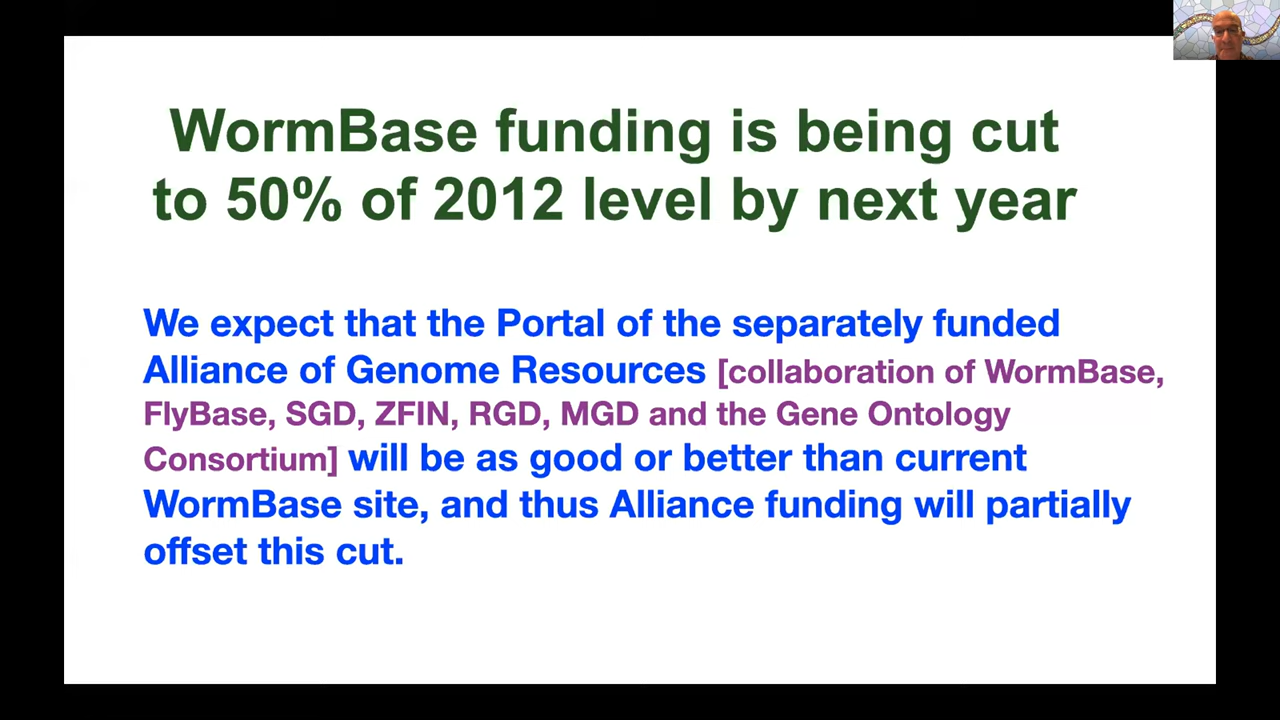 WormBase funding is being cut
to 50% of 2012 level by next year
We expect that the Portal of the separately funded
Alliance of Genome Resources [collaboration of WormBase,
FlyBase, SGD, ZFIN, RGD, MGD and the Gene Ontology
Consortium] will be as good or better than current
WormBase site, and thus Alliance funding will partially
offset this cut.